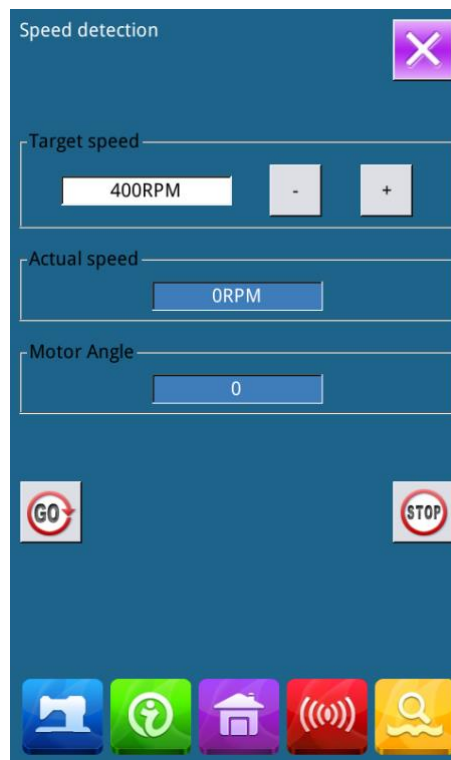 Speed detection
Target speed
400RPM - +
Actual speed
0RPM
Motor Angle
0
GO STOP